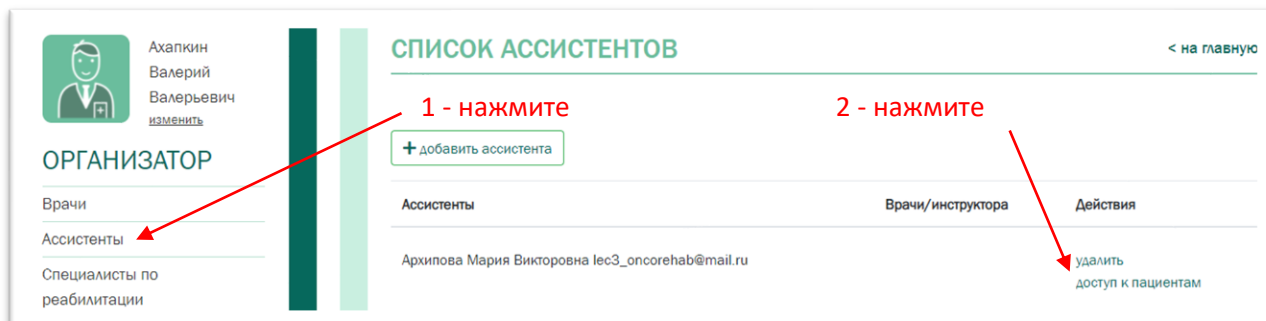 Ахапкин
Валерий
Валерьевич
изменить
ОРГАНИЗАТОР
Врачи
Ассистенты
Специалисты по
реабилитации
СПИСОК АССИСТЕНТОВ
< на главную
1 - нажмите
2 - нажмите
+ добавить ассистента
Ассистенты Врачи/инструктора Действия
Архипова Мария Викторовна lec3_oncorehab@mail.ru удалить
доступ к пациентам